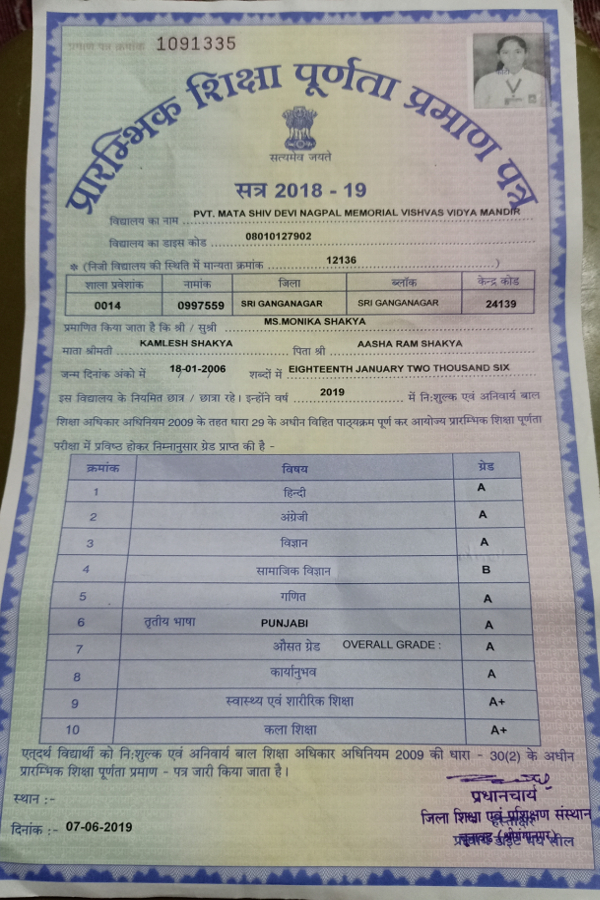 प्रमाण पत्र क्रमांक 1091335
प्रारम्भिक शिक्षा पूर्णता प्रमाण पत्र
सत्यमेव जयते
सत्र 2018 - 19
विद्यालय का नाम PVT. MATA SHIV DEVI NAGPAL MEMORIAL VISHVAS VIDYA MANDIR
विद्यालय का डाइस कोड 08010127902
* (निजी विद्यालय की स्थिति में मान्यता क्रमांक 12136 )
शाला प्रवेशांक नामांक जिला ब्लॉक केन्द्र कोड
0014 0997559 SRI GANGANAGAR SRI GANGANAGAR 24139
प्रमाणित किया जाता है कि श्री / सुश्री MS.MONIKA SHAKYA
माता श्रीमती KAMLESH SHAKYA पिता श्री AASHA RAM SHAKYA
जन्म दिनांक अंको में 18-01-2006 शब्दों में EIGHTEENTH JANUARY TWO THOUSAND SIX
इस विद्यालय के नियमित छात्र / छात्रा रहे। इन्होंने वर्ष 2019 में नि:शुल्क एवं अनिवार्य बाल
शिक्षा अधिकार अधिनियम 2009 के तहत धारा 29 के अधीन विहित पाठ्यक्रम पूर्ण कर आयोज्य प्रारम्भिक शिक्षा पूर्णता
परीक्षा में प्रविष्ठ होकर निम्नानुसार ग्रेड प्राप्त की है -
क्रमांक विषय ग्रेड
1 हिन्दी A
2 अंग्रेजी A
3 विज्ञान A
4 सामाजिक विज्ञान B
5 गणित A
6 तृतीय भाषा PUNJABI A
7 औसत ग्रेड OVERALL GRADE : A
8 कार्यानुभव A
9 स्वास्थ्य एवं शारीरिक शिक्षा A+
10 कला शिक्षा A+
एतदर्थ विद्यार्थी को नि:शुल्क एवं अनिवार्य बाल शिक्षा अधिकार अधिनियम 2009 की धारा - 30(2) के अधीन
प्रारम्भिक शिक्षा पूर्णता प्रमाण - पत्र जारी किया जाता है।
स्थान :-
प्रधानचार्य
जिला शिक्षा एवं प्रशिक्षण संस्थान
हस्ताक्षर
दिनांक :- 07-06-2019
चूनावढ़ (श्रीगंगानगर)